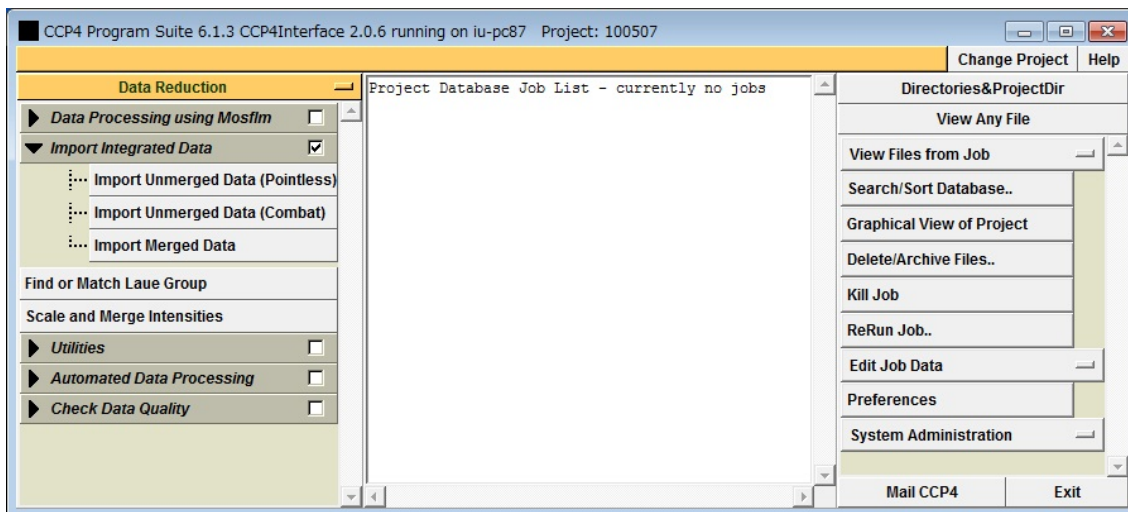 CCP4 Program Suite 6.1.3 CCP4Interface 2.0.6 running on iu-pc87 Project: 100507
Change Project Help
Data Reduction
Data Processing using Mosflm
Import Integrated Data
Import Unmerged Data (Pointless)
Import Unmerged Data (Combat)
Import Merged Data
Find or Match Laue Group
Scale and Merge Intensities
Utilities
Automated Data Processing
Check Data Quality
Project Database Job List - currently no jobs
Directories&ProjectDir
View Any File
View Files from Job
Search/Sort Database..
Graphical View of Project
Delete/Archive Files..
Kill Job
ReRun Job..
Edit Job Data
Preferences
System Administration
Mail CCP4 Exit